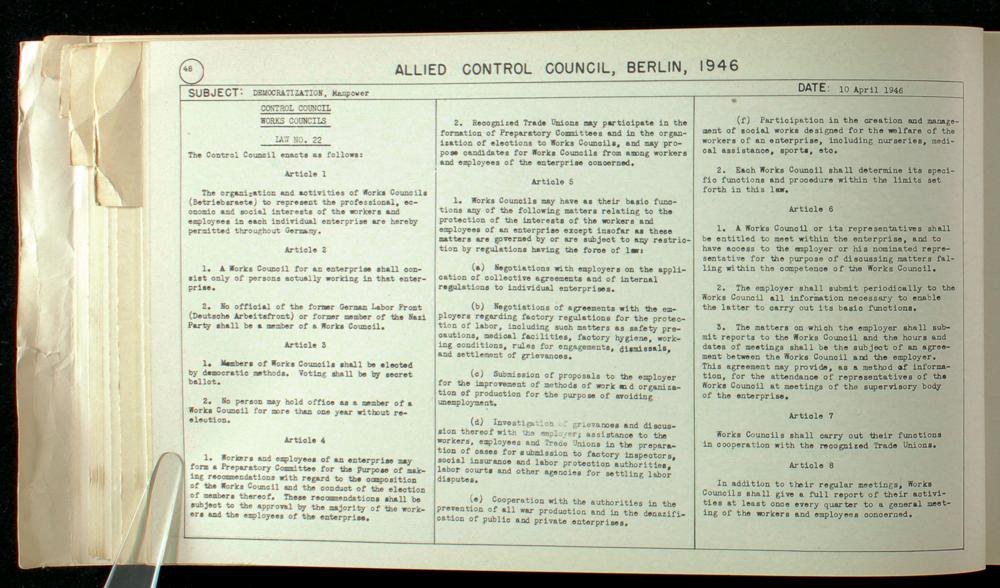 46
ALLIED CONTROL COUNCIL, BERLIN, 1946
SUBJECT: DEMOCRATIZATION, Manpower
DATE: 10 April 1946
CONTROL COUNCIL
WORKS COUNCILS
LAW NO. 22
The Control Council enacts as follows:
Article 1
The organization and activities of Works Councils
(Betriebsraete) to represent the professional, ec-
onomic and social interests of the workers and
employees in each individual enterprise are hereby
permitted throughout Germany.
Article 2
1. A Works Council for an enterprise shall con-
sist only of persons actually working in that enter-
prise.
2. No official of the former German Labor Front
(Deutsche Arbeitsfront) or former member of the Nazi
Party shall be a member of a Works Council.
Article 3
1. Members of Works Councils shall be elected
by democratic methods. Voting shall be by secret
ballot.
2. No person may hold office as a member of a
Works Council for more than one year without re-
election.
Article 4
1. Workers and employees of an enterprise may
form a Preparatory Committee for the purpose of mak-
ing recommendations with regard to the composition
of the Works Council and the conduct of the election
of members thereof. These recommendations shall be
subject to the approval by the majority of the work-
ers and the employees of the enterprise.
2. Recognized Trade Unions may participate in the
formation of Preparatory Committees and in the organ-
ization of elections to Works Councils, and may pro-
pose candidates for Works Councils from among workers
and employees of the enterprise concerned.
Article 5
1. Works Councils may have as their basic func-
tions any of the following matters relating to the
protection of the interests of the workers and
employees of an enterprise except insofar as these
matters are governed by or are subject to any restric-
tion by regulations having the force of law:
(a) Negotiations with employers on the appli-
cation of collective agreements and of internal
regulations to individual enterprises.
(b) Negotiations of agreements with the em-
ployers regarding factory regulations for the protec-
tion of labor, including such matters as safety pre-
cautions, medical facilities, factory hygiene, work-
ing conditions, rules for engagements, dismissals,
and settlement of grievances.
(c) Submission of proposals to the employer
for the improvement of methods of work and organiza-
tion of production for the purpose of avoiding
unemployment.
(d) Investigation of grievances and discus-
sion thereof with the employer; assistance to the
workers, employees and Trade Unions in the prepara-
tion of cases for submission to factory inspectors,
social insurance and labor protection authorities,
labor courts and other agencies for settling labor
disputes.
(e) Cooperation with the authorities in the
prevention of all war production and in the denazifi-
cation of public and private enterprises.
(f) Participation in the creation and manage-
ment of social works designed for the welfare of the
workers of an enterprise, including nurseries, medi-
cal assistance, sports, etc.
2. Each Works Council shall determine its speci-
fic functions and procedure within the limits set
forth in this law.
Article 6
1. A Works Council or its representatives shall
be entitled to meet within the enterprise, and to
have access to the employer or his nominated repre-
sentative for the purpose of discussing matters fal-
ling within the competence of the Works Council.
2. The employer shall submit periodically to the
Works Council all information necessary to enable
the latter to carry out its basic functions.
3. The matters on which the employer shall sub-
mit reports to the Works Council and the hours and
dates of meetings shall be the subject of an agree-
ment between the Works Council and the employer.
This agreement may provide, as a method of informa-
tion, for the attendance of representatives of the
Works Council at meetings of the supervisory body
of the enterprise.
Article 7
Works Councils shall carry out their functions
in cooperation with the recognized Trade Unions.
Article 8
In addition to their regular meetings, Works
Councils shall give a full report of their activi-
ties at least once every quarter to a general meet-
ing of the workers and employees concerned.